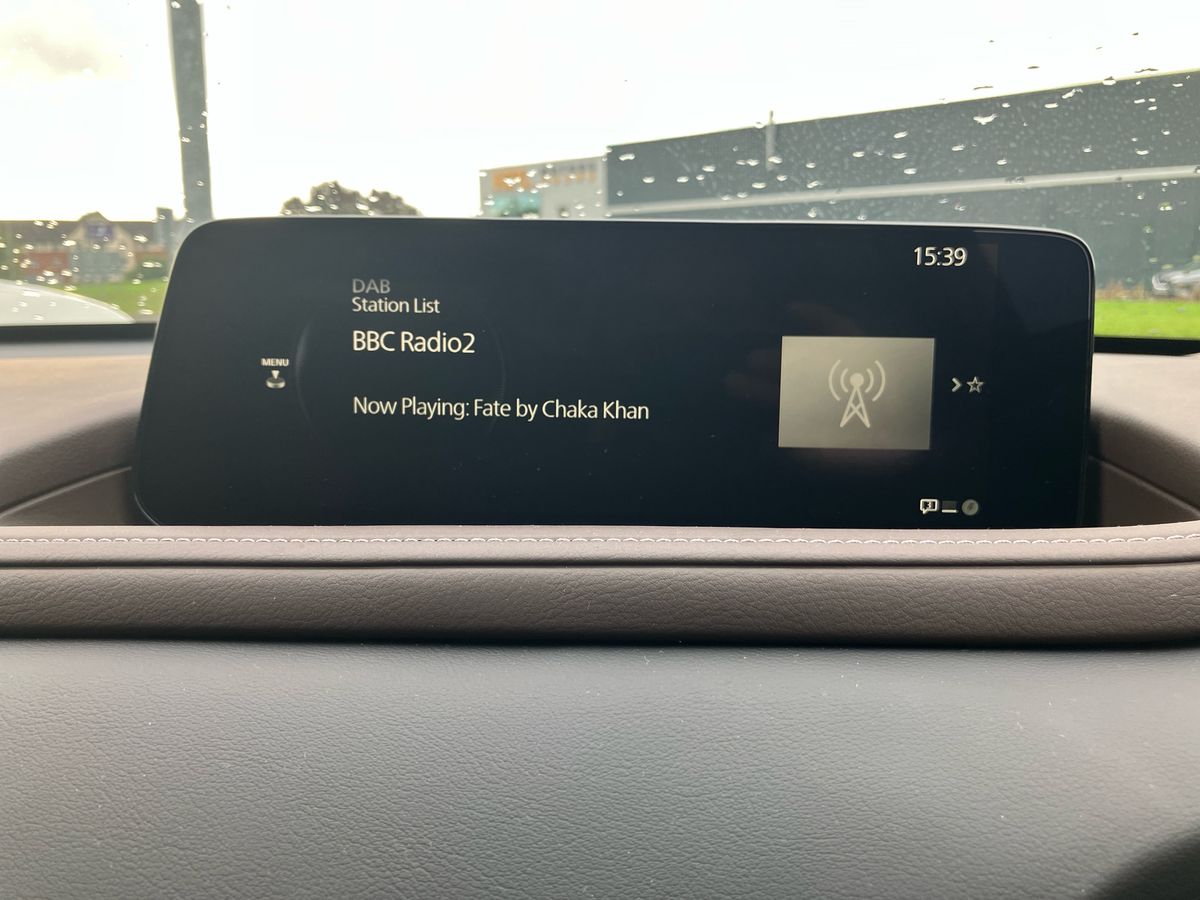 15:39
DAB
Station List
BBC Radio2
MENU
Now Playing: Fate by Chaka Khan